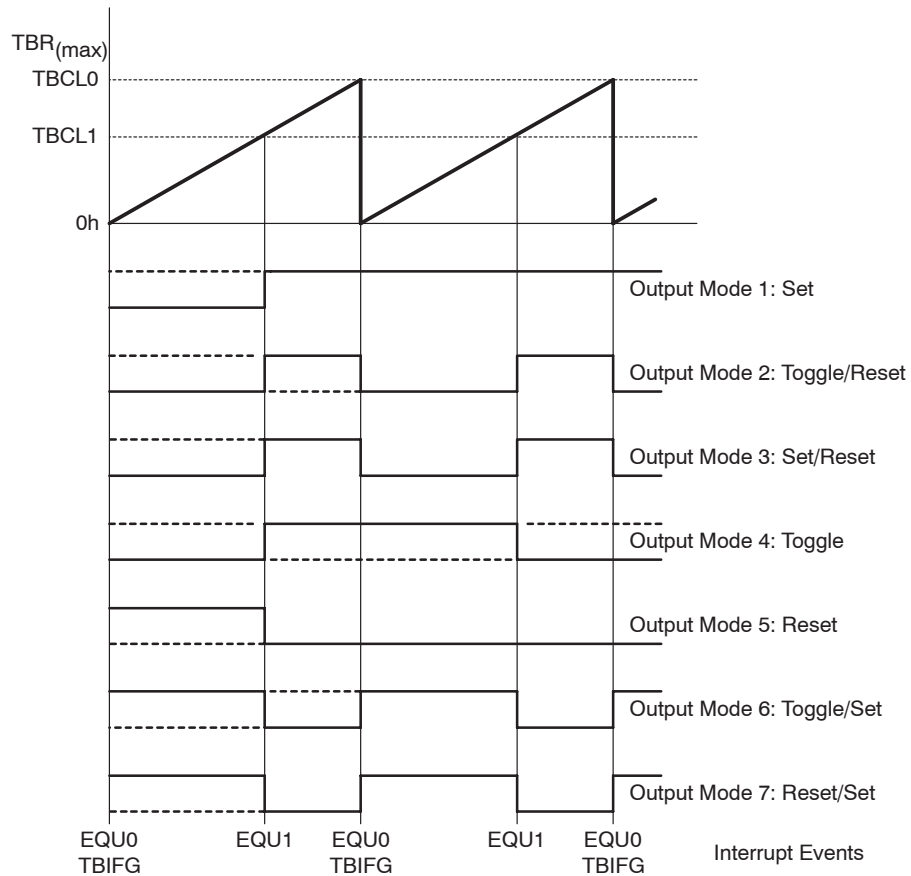 TBR(max)
TBCL0
TBCL1
0h
Output Mode 1: Set
Output Mode 2: Toggle/Reset
Output Mode 3: Set/Reset
Output Mode 4: Toggle
Output Mode 5: Reset
Output Mode 6: Toggle/Set
Output Mode 7: Reset/Set
EQU0 EQU1 EQU0 EQU1 EQU0
TBIFG TBIFG TBIFG Interrupt Events